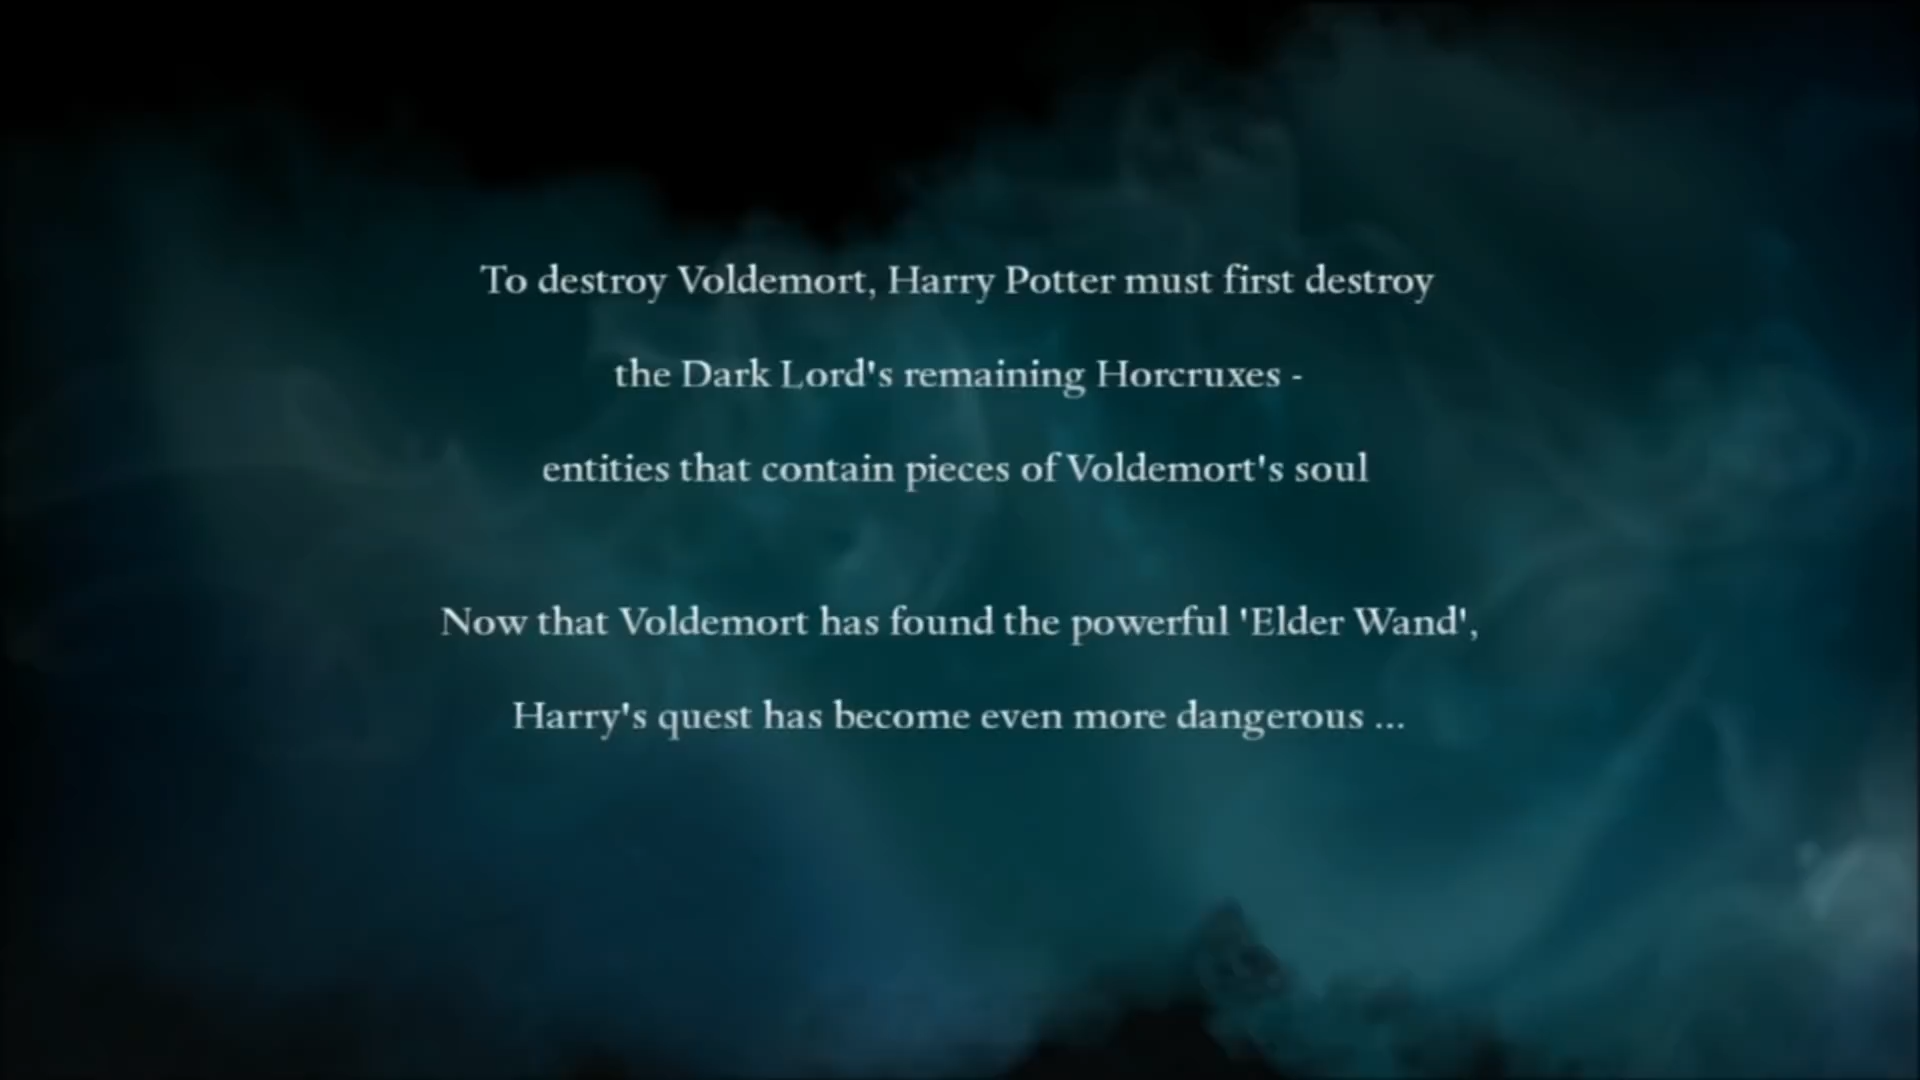 To destroy Voldemort, Harry Potter must first destroy
the Dark Lord's remaining Horcruxes -
entities that contain pieces of Voldemort's soul
Now that Voldemort has found the powerful 'Elder Wand',
Harry's quest has become even more dangerous ...